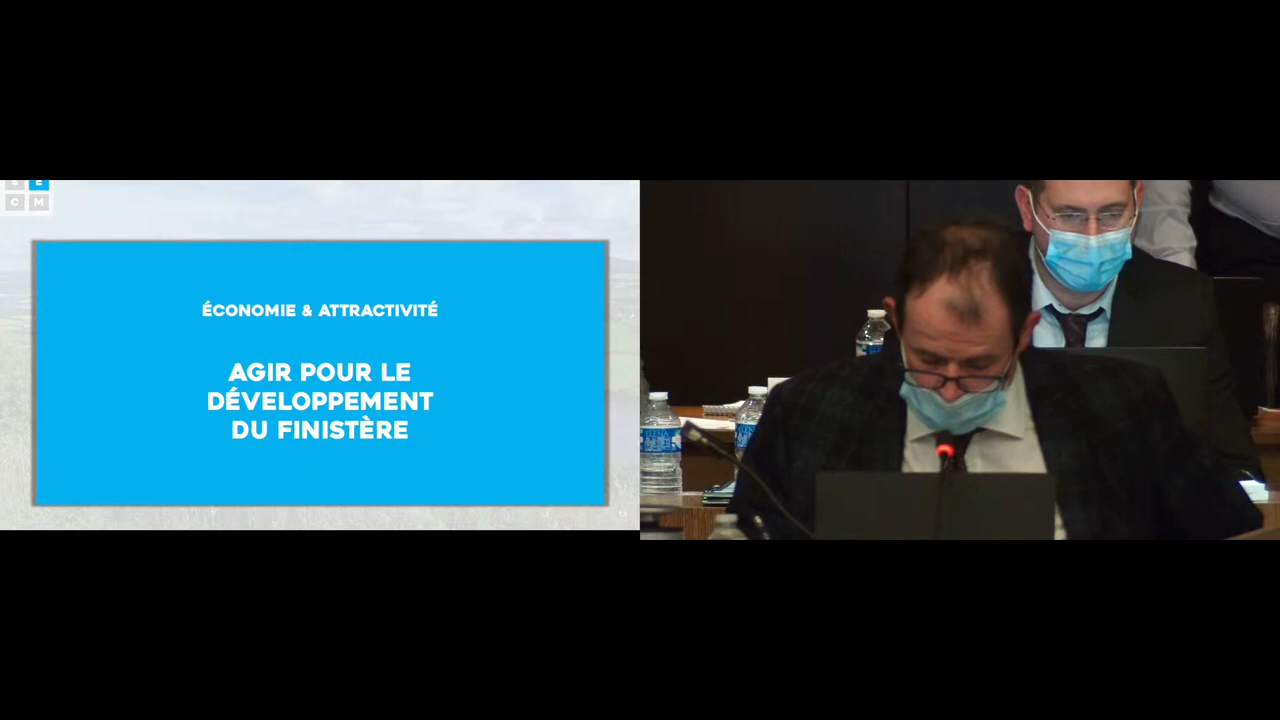 E
C M
ÉCONOMIE & ATTRACTIVITÉ
AGIR POUR LE
DÉVELOPPEMENT
DU FINISTÈRE